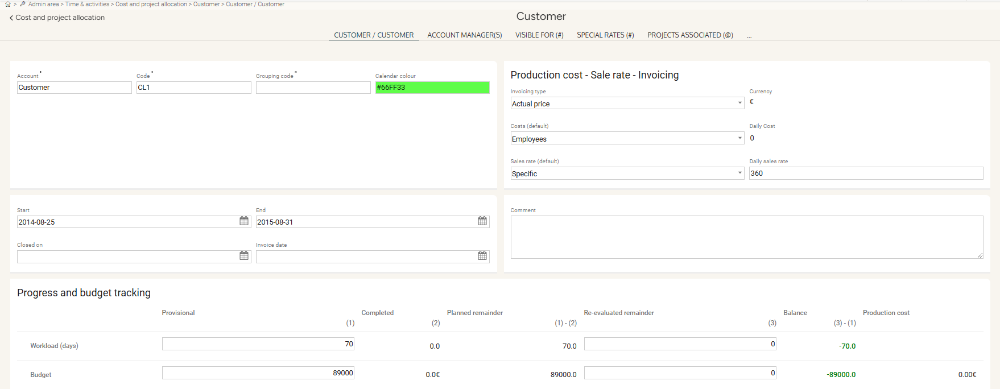 > Admin area > Time & activities > Cost and project allocation > Customer > Customer / Customer
Cost and project allocation
Customer
CUSTOMER / CUSTOMER ACCOUNT MANAGER(S) VISIBLE FOR (#) SPECIAL RATES (#) PROJECTS ASSOCIATED (@) ...
Account * Code * Grouping code * Calendar colour
Customer CL1 #66FF33
Production cost - Sale rate - Invoicing
Invoicing type Currency
Actual price €
Costs (default) Daily Cost
Employees 0
Sales rate (default) Daily sales rate
Specific 360
Start End
2014-08-25 2015-08-31
Closed on Invoice date
Comment
Progress and budget tracking
Provisional Completed Planned remainder Re-evaluated remainder Balance Production cost
(1) (2) (1) - (2) (3) (3) - (1)
Workload (days) 70 0.0 70.0 0 -70.0
Budget 89000 0.0€ 89000.0 0 -89000.0 0.00€